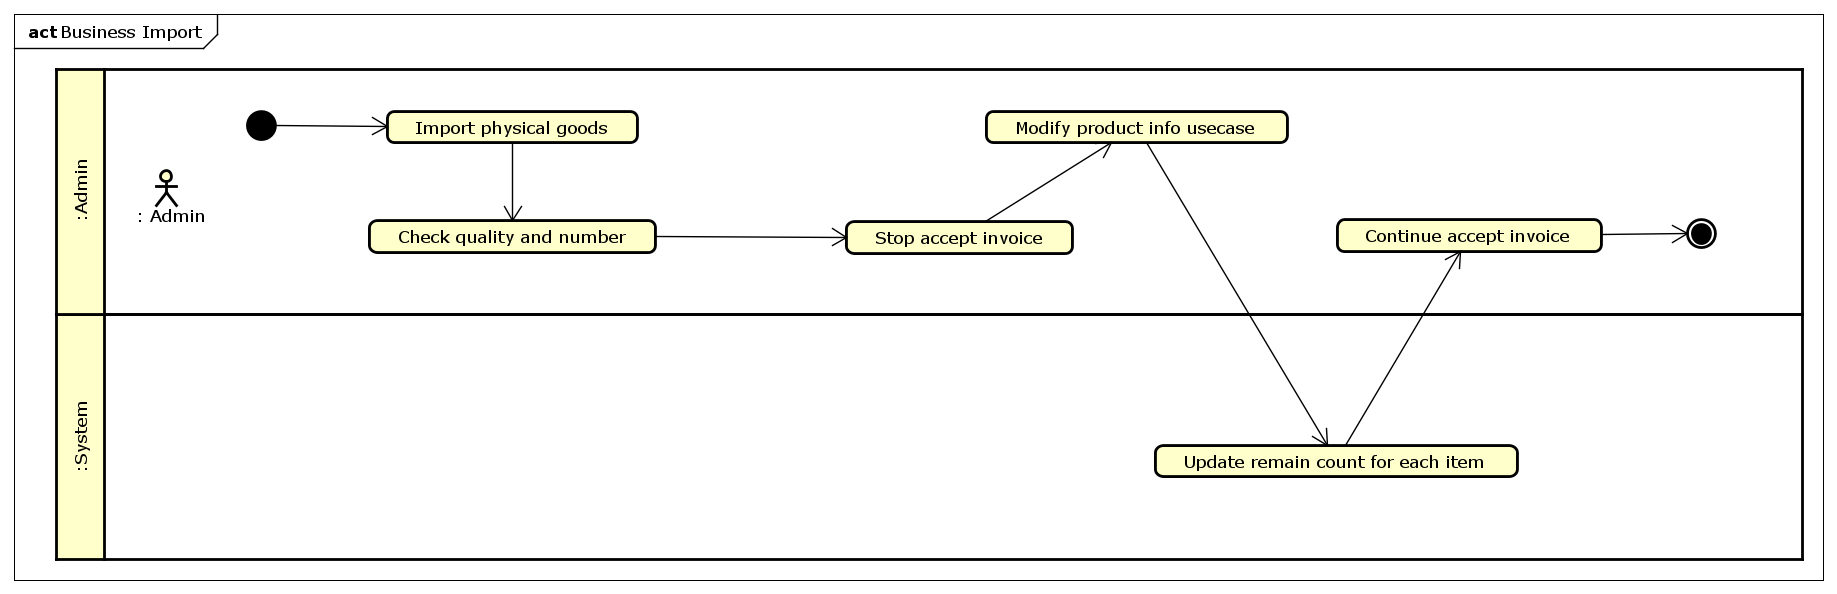 act Business Import
:Admin
: Admin
Import physical goods
Check quality and number
Stop accept invoice
Modify product info usecase
Continue accept invoice
:System
Update remain count for each item